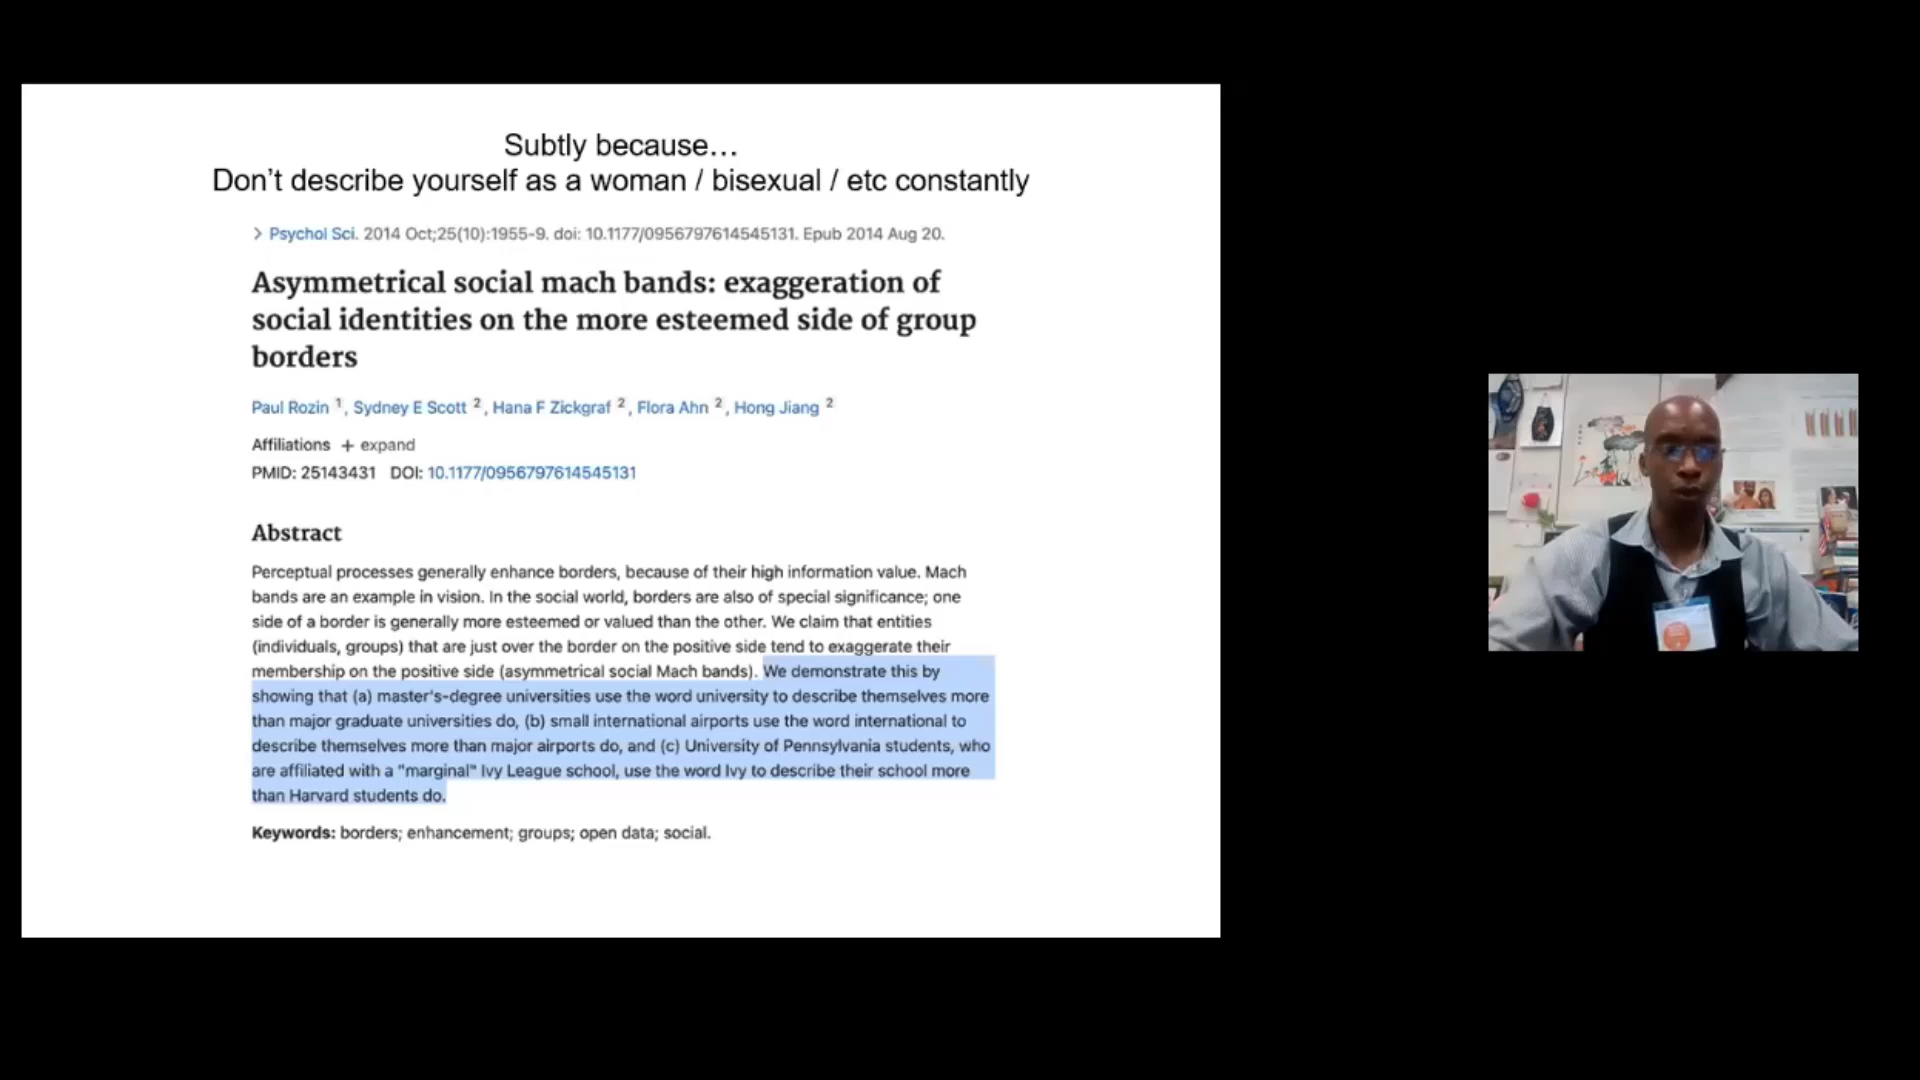 Subtly because…
Don't describe yourself as a woman / bisexual / etc constantly
> Psychol Sci. 2014 Oct;25(10):1955-9. doi: 10.1177/0956797614545131. Epub 2014 Aug 20.
Asymmetrical social mach bands: exaggeration of
social identities on the more esteemed side of group
borders
Paul Rozin 1, Sydney E Scott 2, Hana F Zickgraf 2, Flora Ahn 2, Hong Jiang 2
Affiliations + expand
PMID: 25143431 DOI: 10.1177/0956797614545131
Abstract
Perceptual processes generally enhance borders, because of their high information value. Mach
bands are an example in vision. In the social world, borders are also of special significance; one
side of a border is generally more esteemed or valued than the other. We claim that entities
(individuals, groups) that are just over the border on the positive side tend to exaggerate their
membership on the positive side (asymmetrical social Mach bands). We demonstrate this by
showing that (a) master's-degree universities use the word university to describe themselves more
than major graduate universities do, (b) small international airports use the word international to
describe themselves more than major airports do, and (c) University of Pennsylvania students, who
are affiliated with a "marginal" Ivy League school, use the word Ivy to describe their school more
than Harvard students do.
Keywords: borders; enhancement; groups; open data; social.